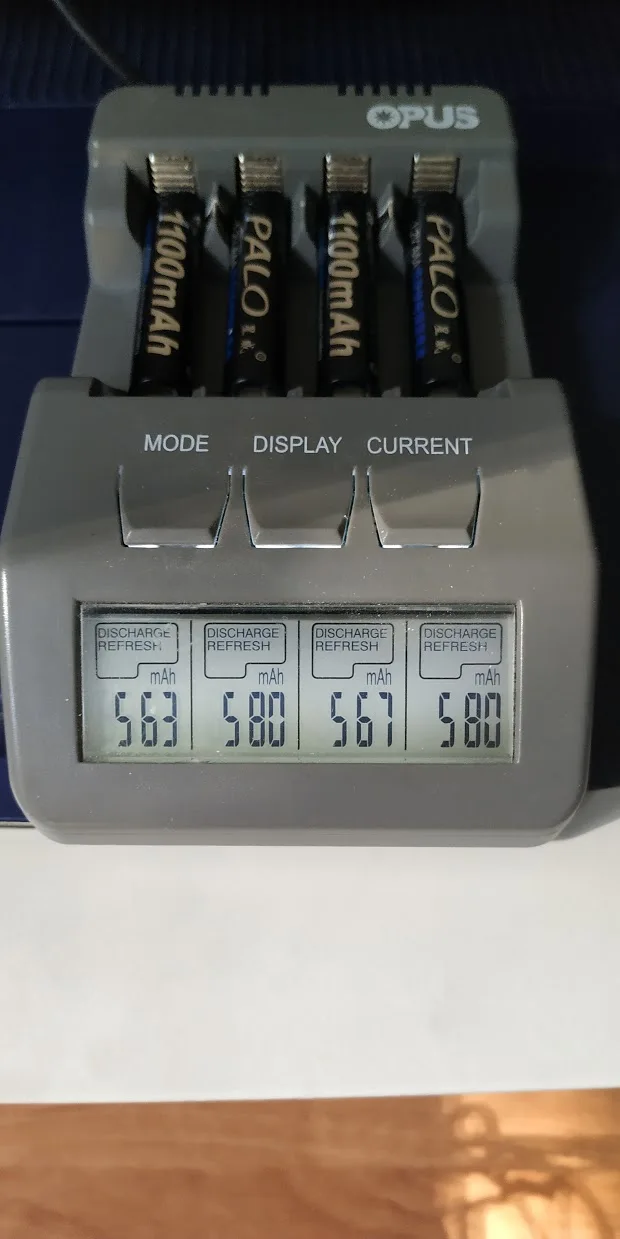 OPUS
1100mAh
PALO
1100mAh
PALO
MODE DISPLAY CURRENT
DISCHARGE DISCHARGE DISCHARGE DISCHARGE
REFRESH REFRESH REFRESH REFRESH
mAh mAh mAh mAh
563 580 567 580